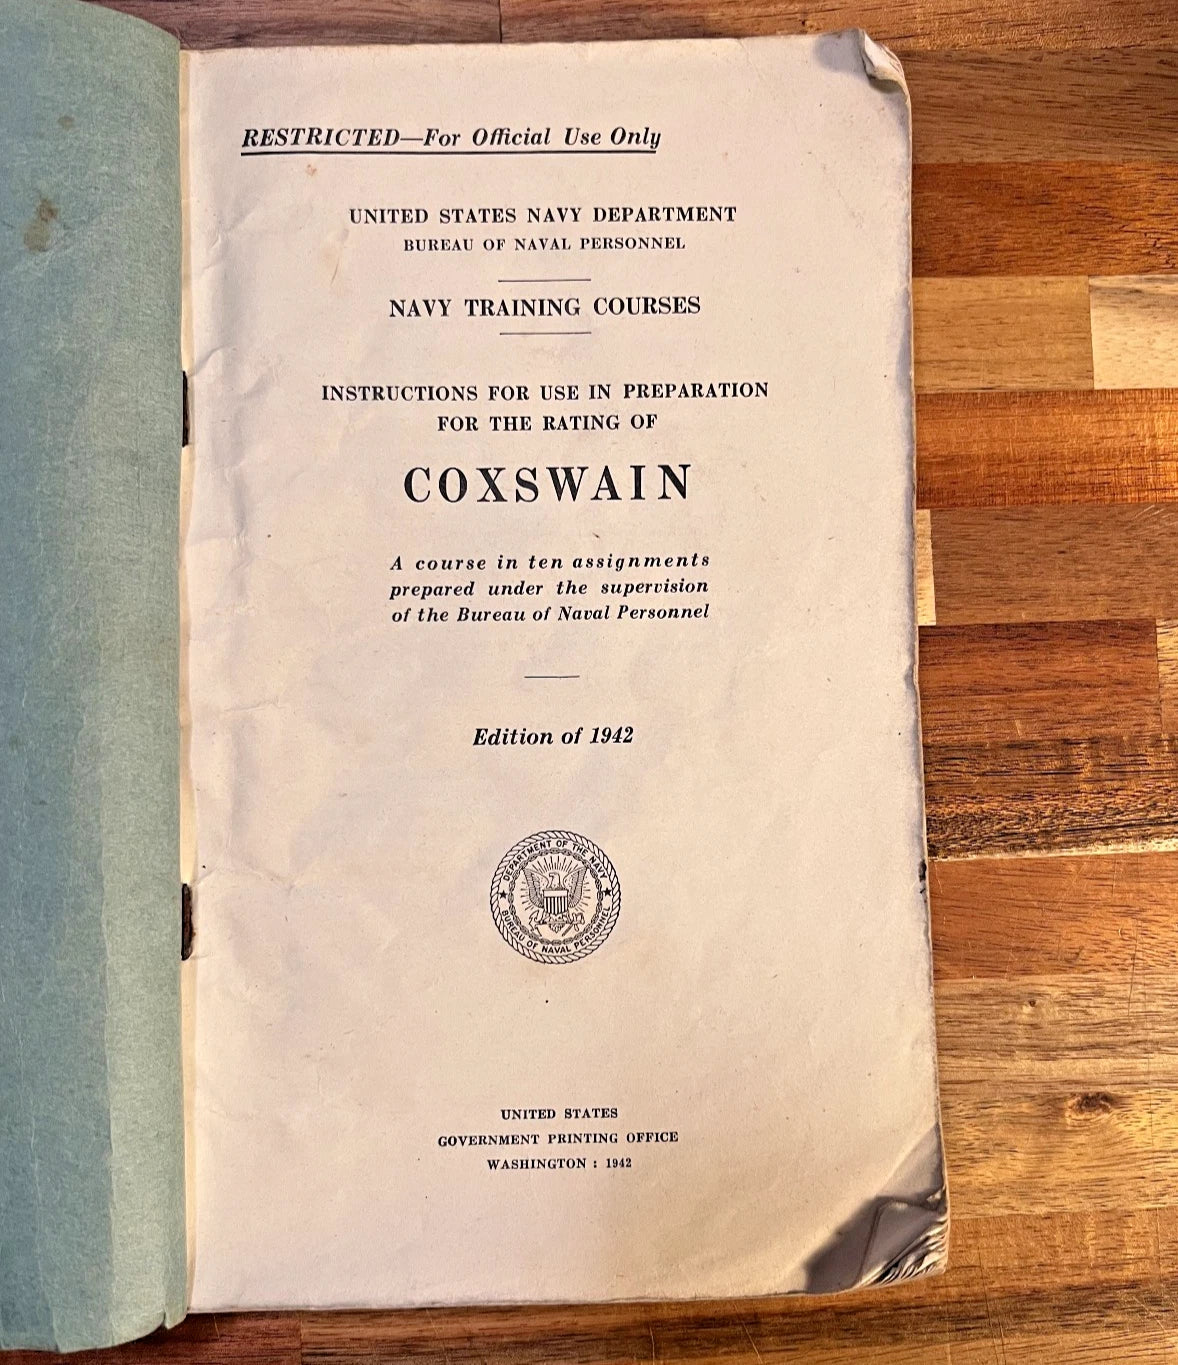 RESTRICTED—For Official Use Only
UNITED STATES NAVY DEPARTMENT
BUREAU OF NAVAL PERSONNEL
NAVY TRAINING COURSES
INSTRUCTIONS FOR USE IN PREPARATION
FOR THE RATING OF
COXSWAIN
A course in ten assignments
prepared under the supervision
of the Bureau of Naval Personnel
Edition of 1942
DEPARTMENT OF THE NAVY
BUREAU OF NAVAL PERSONNEL
UNITED STATES
GOVERNMENT PRINTING OFFICE
WASHINGTON : 1942